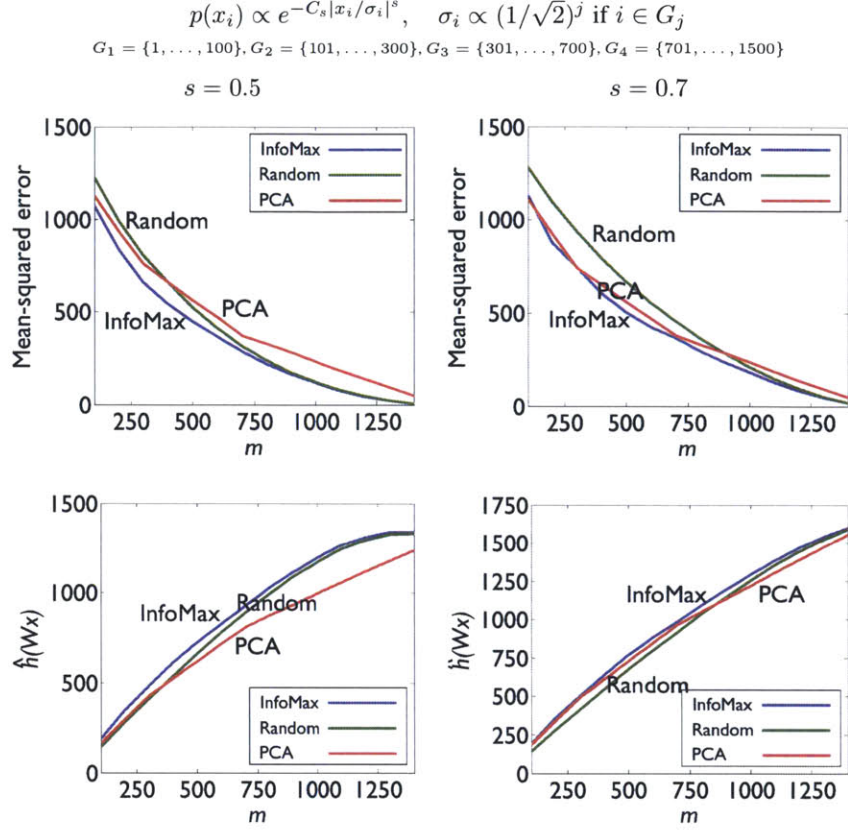 p(x_i) ∝ e^{-C_s|x_i/σ_i|^s}, σ_i ∝ (1/√2)^j if i ∈ G_j
G_1 = {1, . . . , 100}, G_2 = {101, . . . , 300}, G_3 = {301, . . . , 700}, G_4 = {701, . . . , 1500}
s = 0.5
s = 0.7
Mean-squared error
1500
1000
500
0
InfoMax
Random
PCA
Random
PCA
InfoMax
250 500 750 1000 1250
m
Mean-squared error
1500
1000
500
0
InfoMax
Random
PCA
Random
PCA
InfoMax
250 500 750 1000 1250
m
ĥ(Wx)
1500
1000
500
0
InfoMax
Random
PCA
InfoMax
Random
PCA
250 500 750 1000 1250
m
ĥ(Wx)
1750
1500
1250
1000
750
500
250
0
InfoMax
PCA
Random
InfoMax
Random
PCA
250 500 750 1000 1250
m